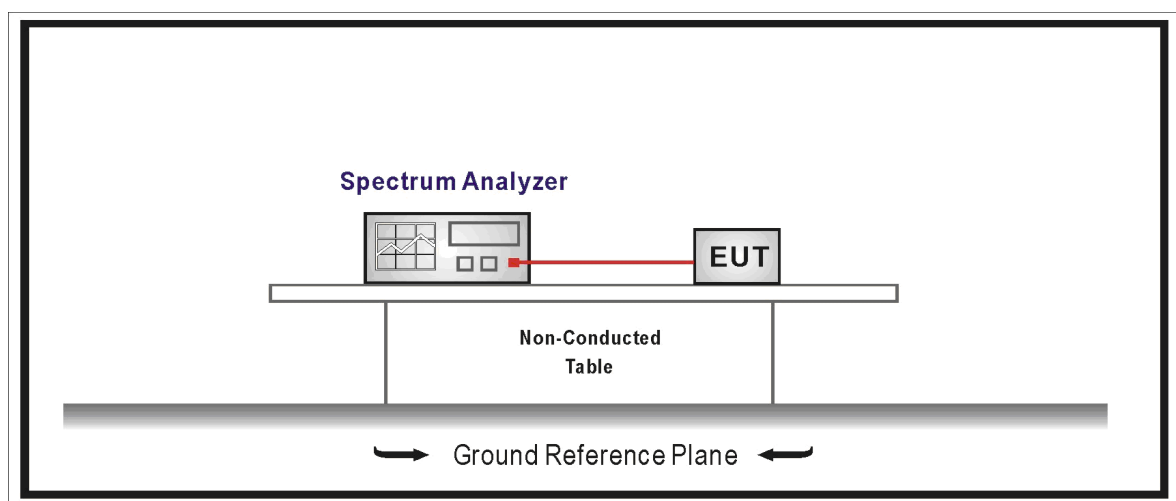 Spectrum Analyzer
EUT
Non-Conducted
Table
Ground Reference Plane